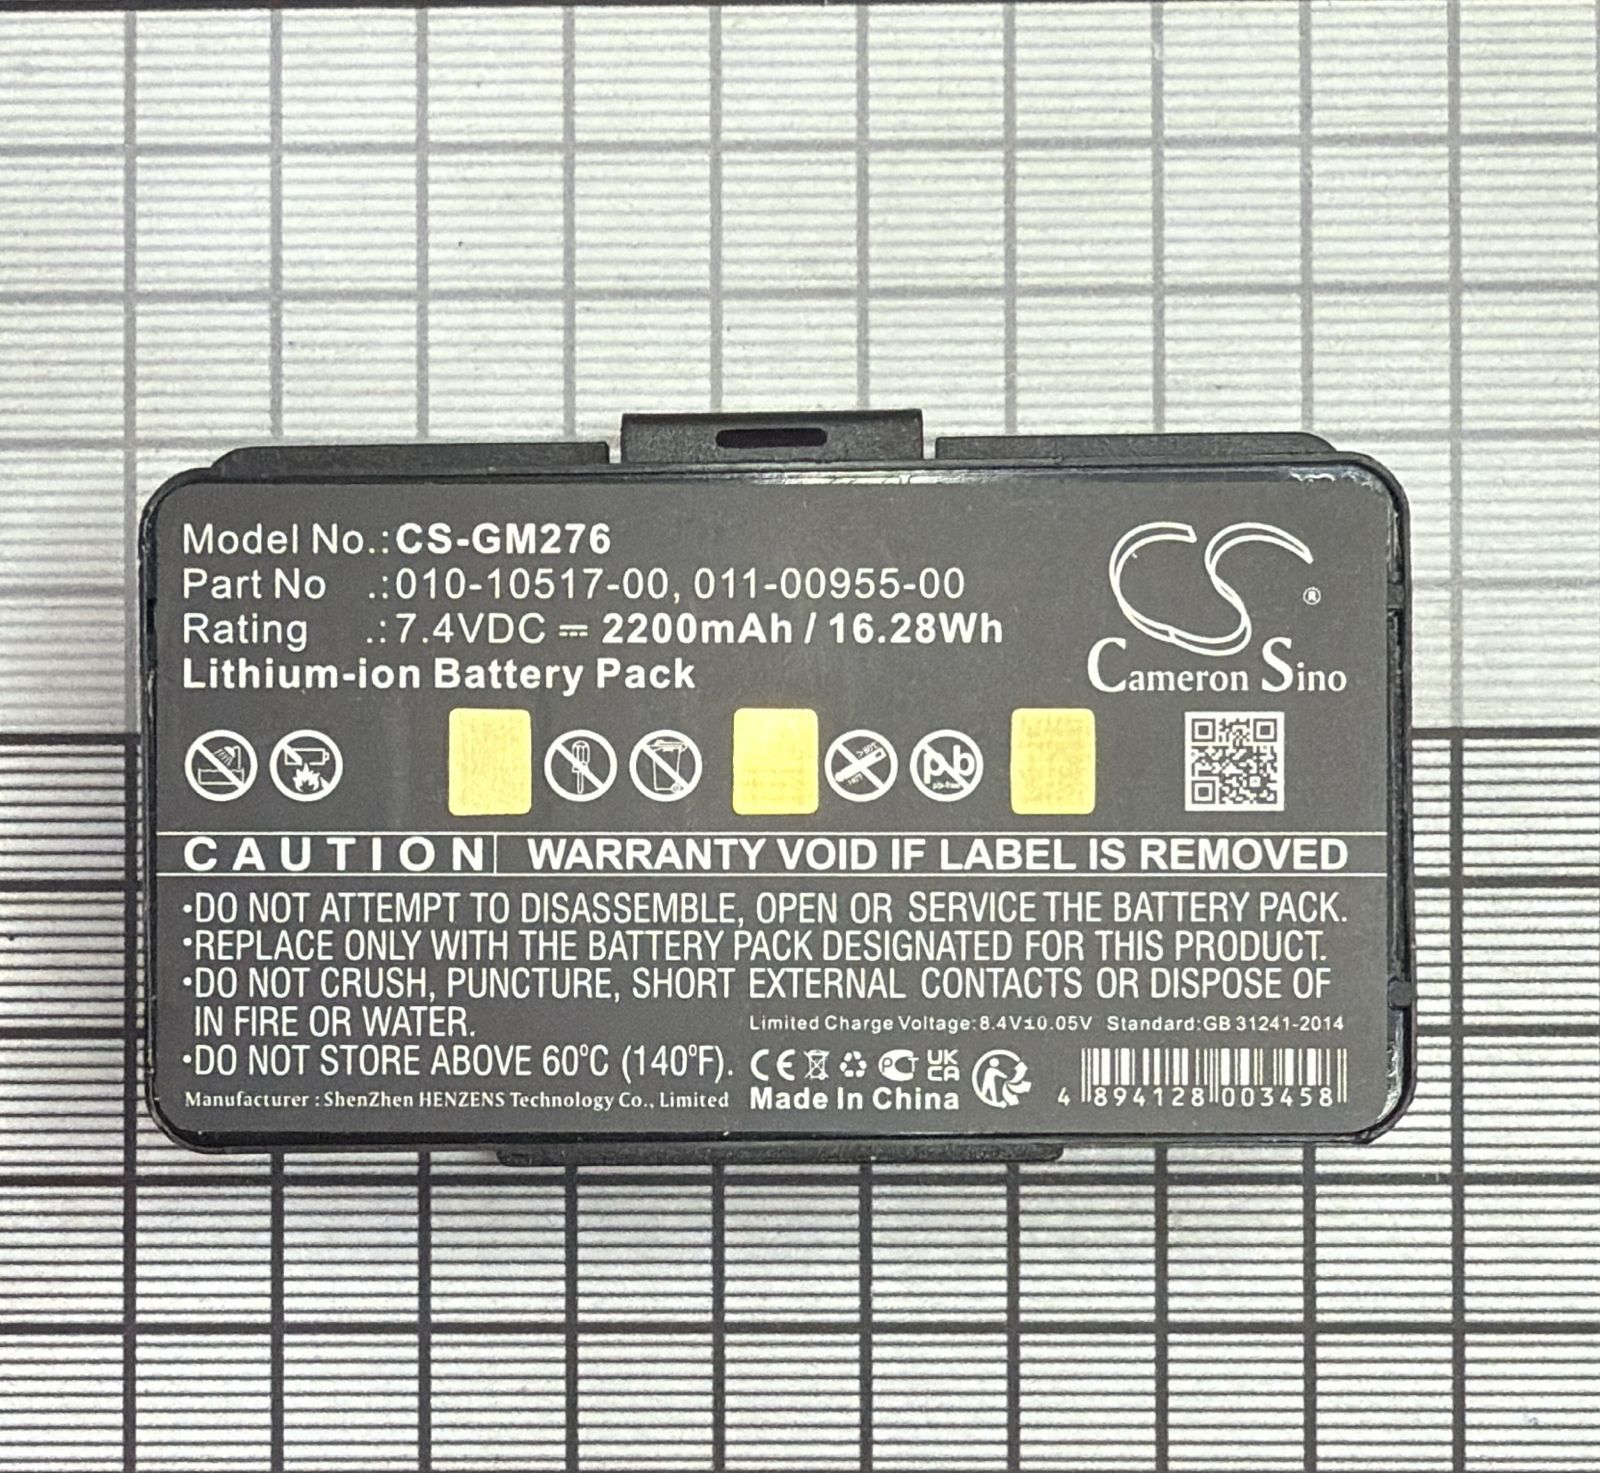 Model No.:CS-GM276
Part No .:010-10517-00, 011-00955-00
Rating .:7.4VDC ⎓ 2200mAh / 16.28Wh
Lithium-ion Battery Pack
CS ®
Cameron Sino
pb
CAUTION WARRANTY VOID IF LABEL IS REMOVED
·DO NOT ATTEMPT TO DISASSEMBLE, OPEN OR SERVICE THE BATTERY PACK.
·REPLACE ONLY WITH THE BATTERY PACK DESIGNATED FOR THIS PRODUCT.
·DO NOT CRUSH, PUNCTURE, SHORT EXTERNAL CONTACTS OR DISPOSE OF
IN FIRE OR WATER.
Limited Charge Voltage:8.4V±0.05V Standard:GB 31241-2014
·DO NOT STORE ABOVE 60°C (140°F).
CE UK CA
Manufacturer : ShenZhen HENZENS Technology Co., Limited
Made In China
4 894128 003458